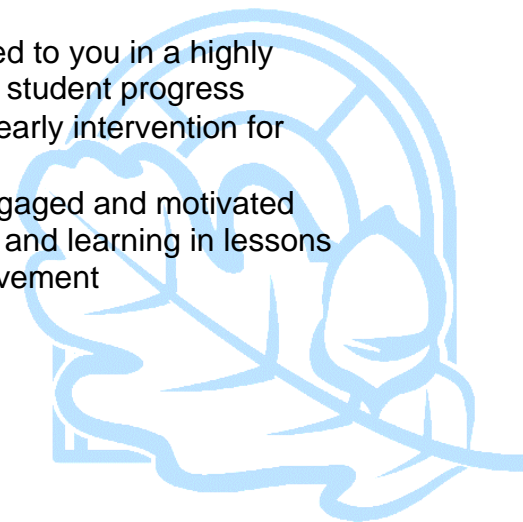 ed to you in a highly
student progress
early intervention for
gaged and motivated
and learning in lessons
vement